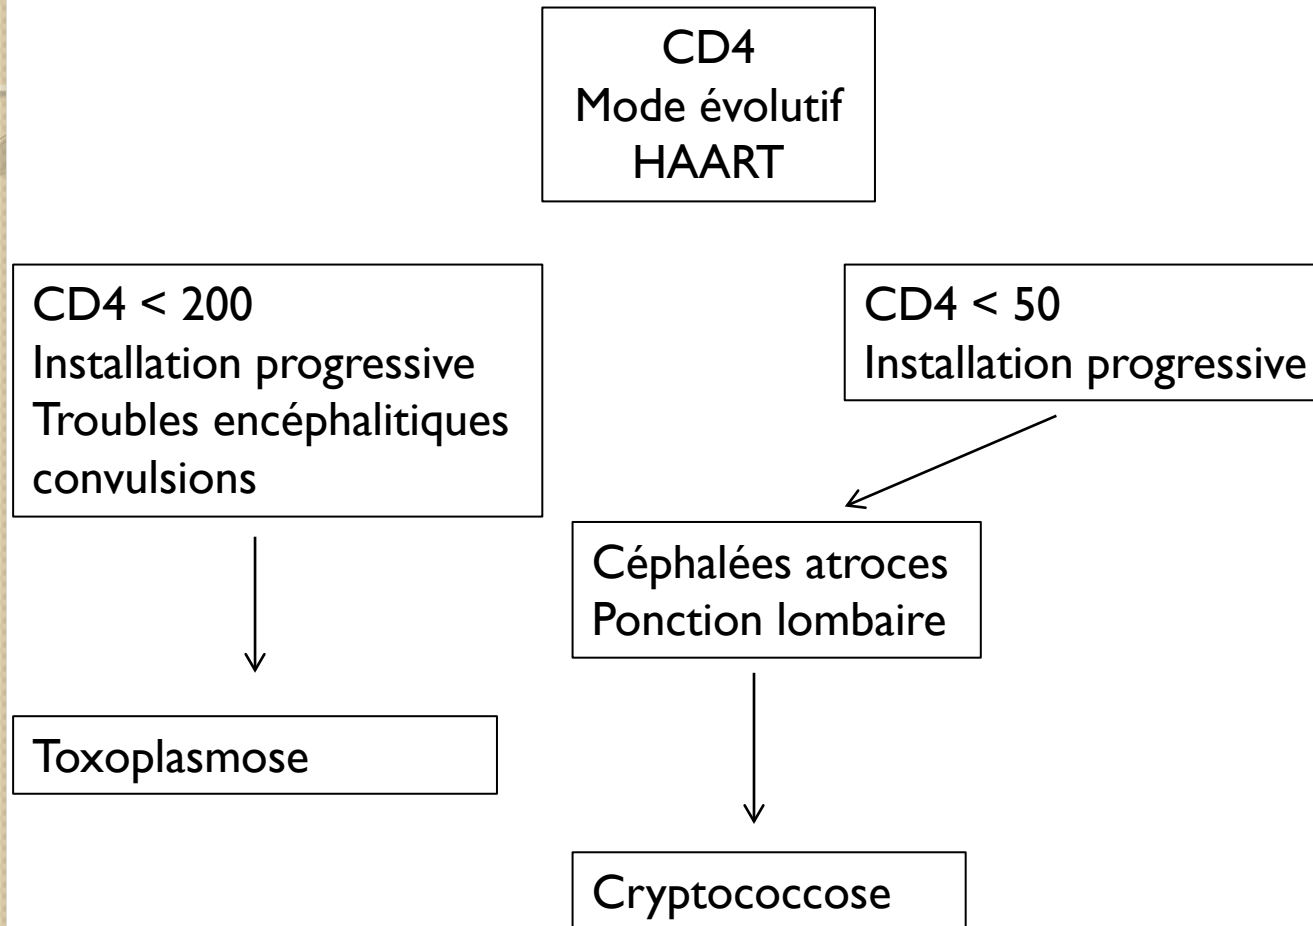 CD4
Mode évolutif
HAART
CD4 < 200
Installation progressive
Troubles encéphalitiques
convulsions
CD4 < 50
Installation progressive
Céphalées atroces
Ponction lombaire
Toxoplasmose
Cryptococcose